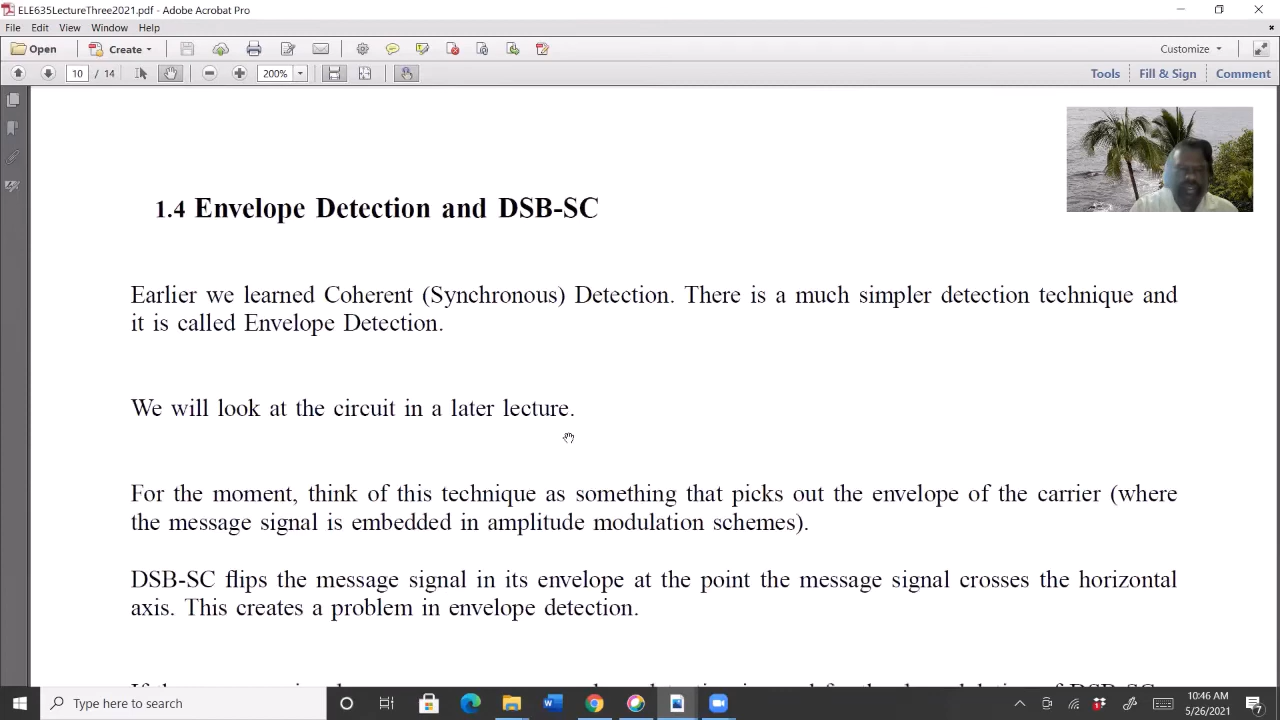 ELE635LectureThree2021.pdf - Adobe Acrobat Pro
File Edit View Window Help
Open Create Customize
10 / 14 200% Tools Fill & Sign Comment
1.4 Envelope Detection and DSB-SC
Earlier we learned Coherent (Synchronous) Detection. There is a much simpler detection technique and
it is called Envelope Detection.
We will look at the circuit in a later lecture.
For the moment, think of this technique as something that picks out the envelope of the carrier (where
the message signal is embedded in amplitude modulation schemes).
DSB-SC flips the message signal in its envelope at the point the message signal crosses the horizontal
axis. This creates a problem in envelope detection.
Type here to search
10:46 AM
5/26/2021
7